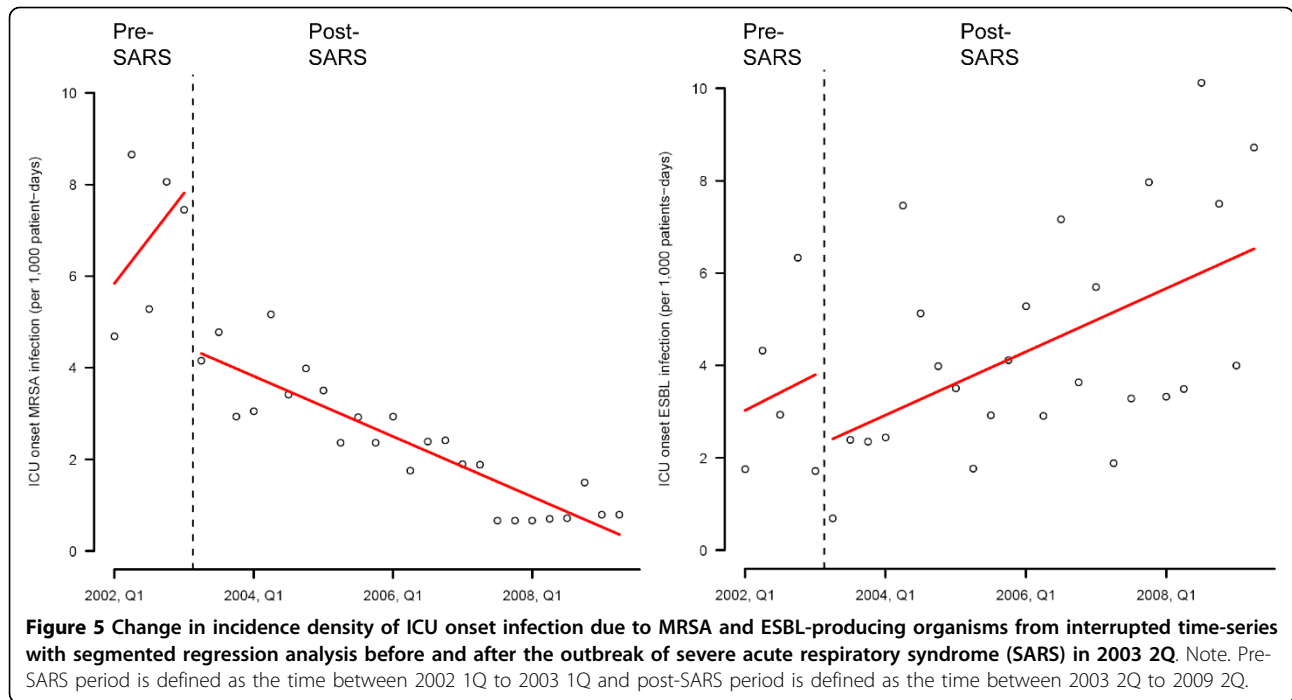 Pre-
SARS
Post-
SARS
ICU onset MRSA infection (per 1,000 patient−days)
10
8
6
4
2
0
2002, Q1
2004, Q1
2006, Q1
2008, Q1
Pre-
SARS
Post-
SARS
ICU onset ESBL infection (per 1,000 patients−days)
10
8
6
4
2
0
2002, Q1
2004, Q1
2006, Q1
2008, Q1
Figure 5 Change in incidence density of ICU onset infection due to MRSA and ESBL-producing organisms from interrupted time-series
with segmented regression analysis before and after the outbreak of severe acute respiratory syndrome (SARS) in 2003 2Q. Note. Pre-
SARS period is defined as the time between 2002 1Q to 2003 1Q and post-SARS period is defined as the time between 2003 2Q to 2009 2Q.